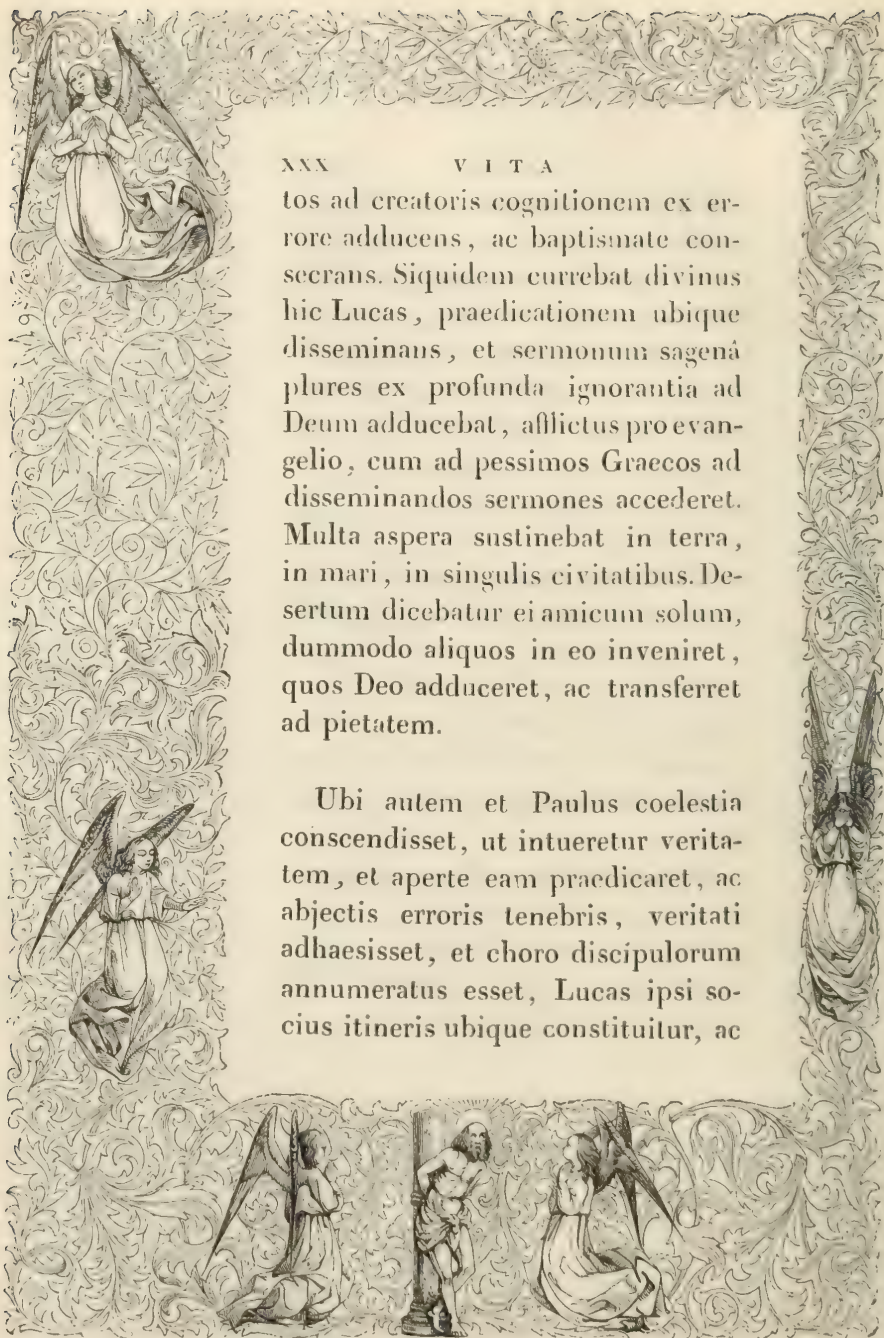 XXX VITA
tos ad creatoris cognitionem ex er-
rore adducens, ac baptismate con-
secrans. Siquidem currebat divinus
hic Lucas, praedicationem ubique
disseminans, et sermonum sagenâ
plures ex profunda ignorantia ad
Deum adducebat, afflictus pro evan-
gelio, cum ad pessimos Graecos ad
disseminandos sermones accederet.
Multa aspera sustinebat in terra,
in mari, in singulis civitatibus. De-
sertum dicebatur ei amicum solum,
dummodo aliquos in eo inveniret,
quos Deo adduceret, ac transferret
ad pietatem.
Ubi autem et Paulus coelestia
conscendisset, ut intueretur verita-
tem, et aperte eam praedicaret, ac
abjectis erroris tenebris, veritati
adhaesisset, et choro discipulorum
annumeratus esset, Lucas ipsi so-
cius itineris ubique constituitur, ac